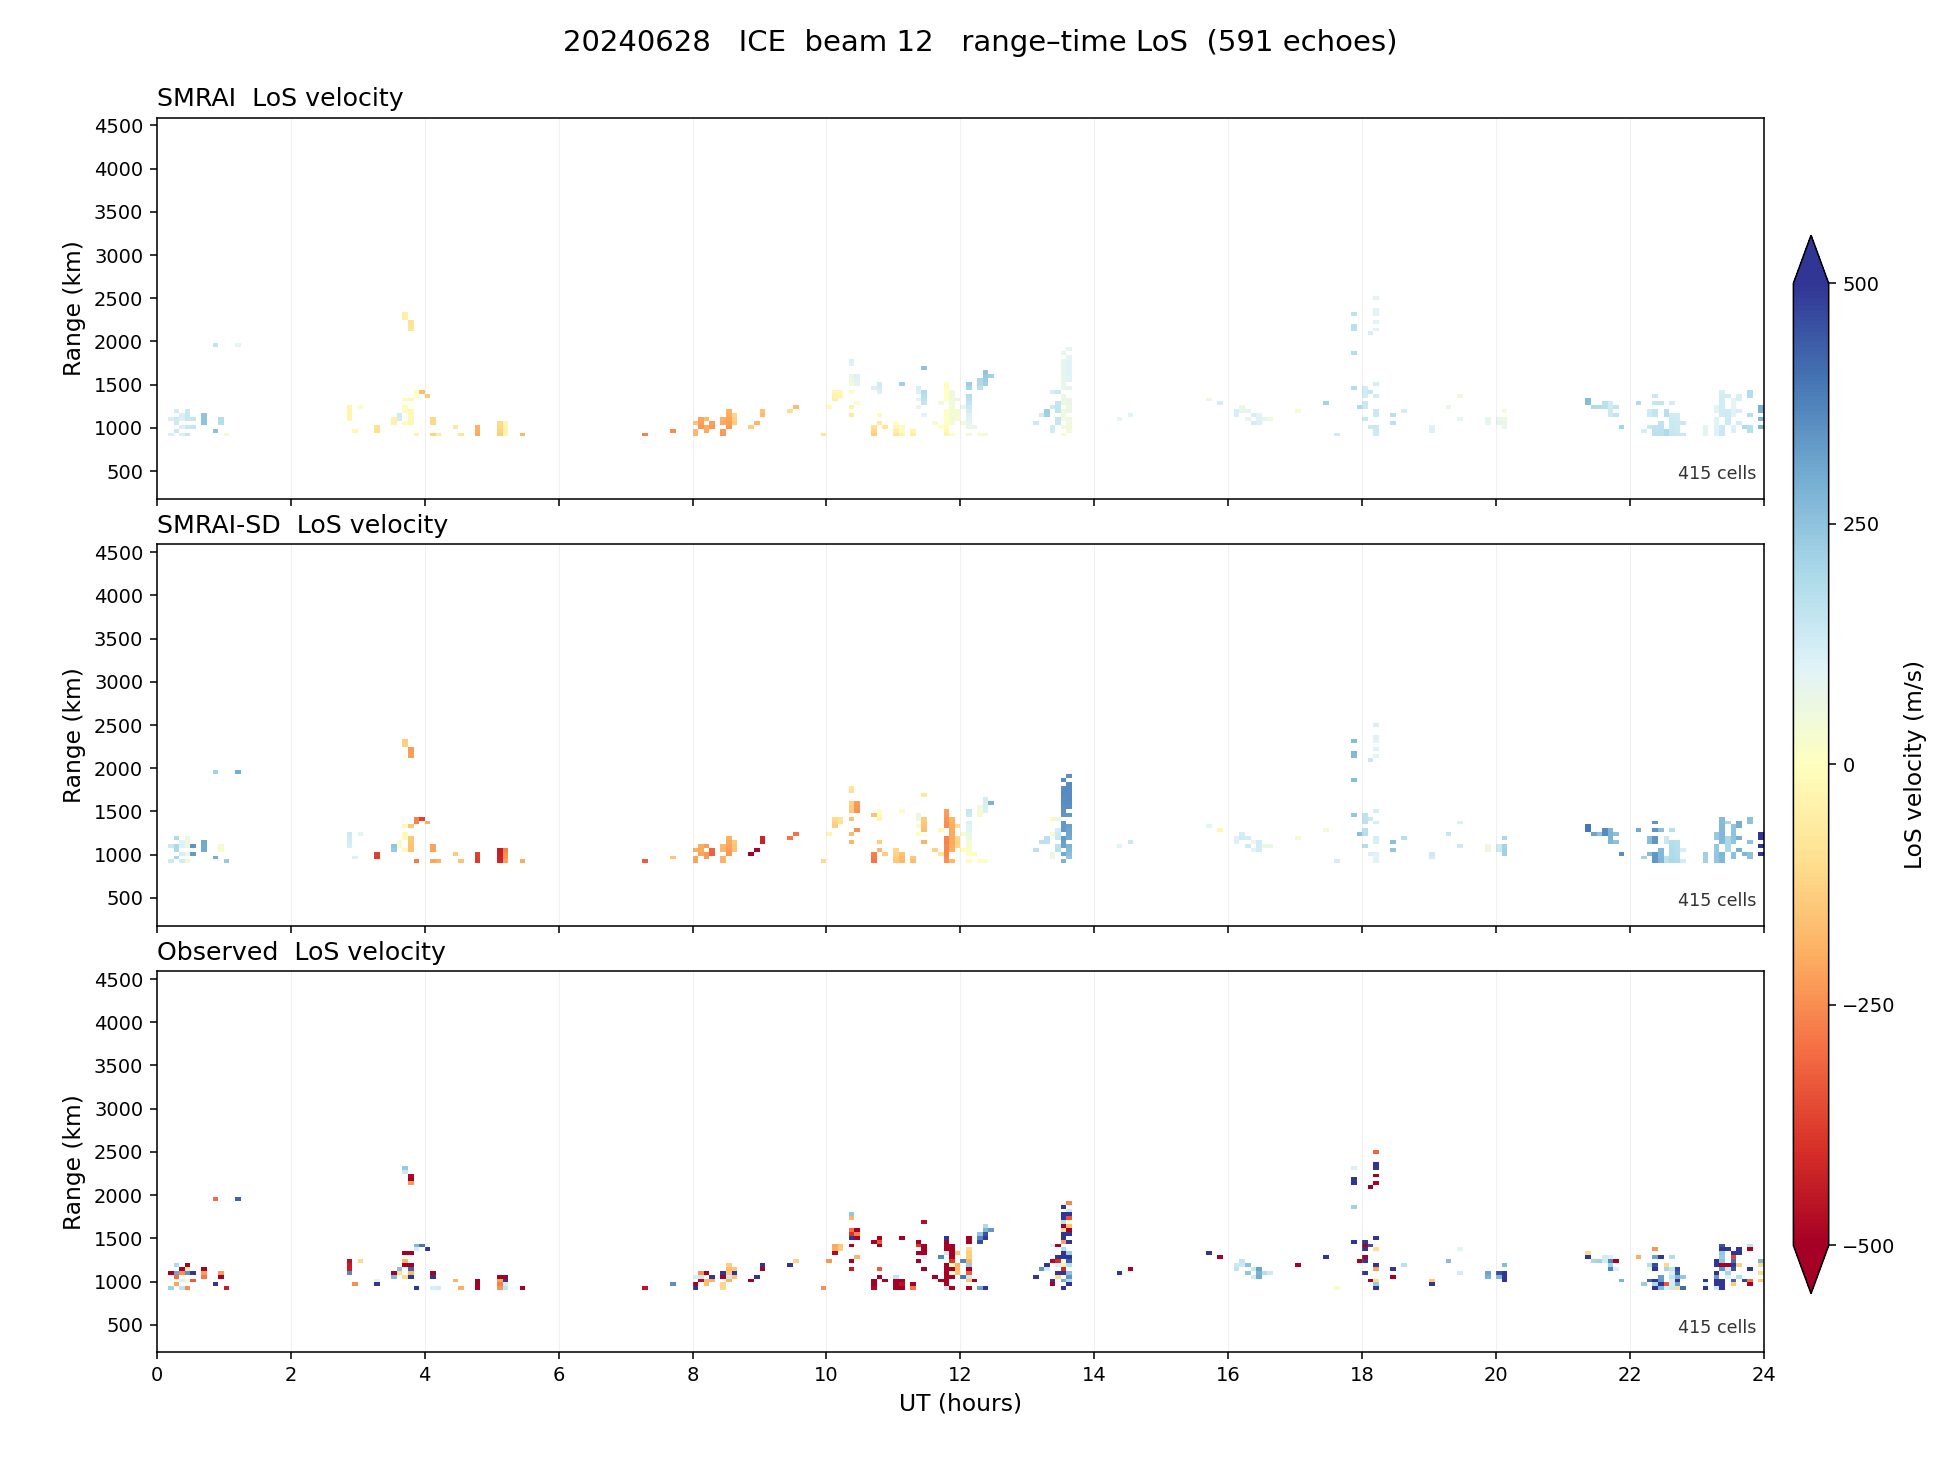 20240628   ICE  beam 12   range–time LoS  (591 echoes)
SMRAI  LoS velocity
4500
4000
3500
3000
2500
2000
1500
1000
500
Range (km)
415 cells
SMRAI-SD  LoS velocity
4500
4000
3500
3000
2500
2000
1500
1000
500
Range (km)
415 cells
Observed  LoS velocity
4500
4000
3500
3000
2500
2000
1500
1000
500
Range (km)
415 cells
0 2 4 6 8 10 12 14 16 18 20 22 24
UT (hours)
500
250
0
−250
−500
LoS velocity (m/s)